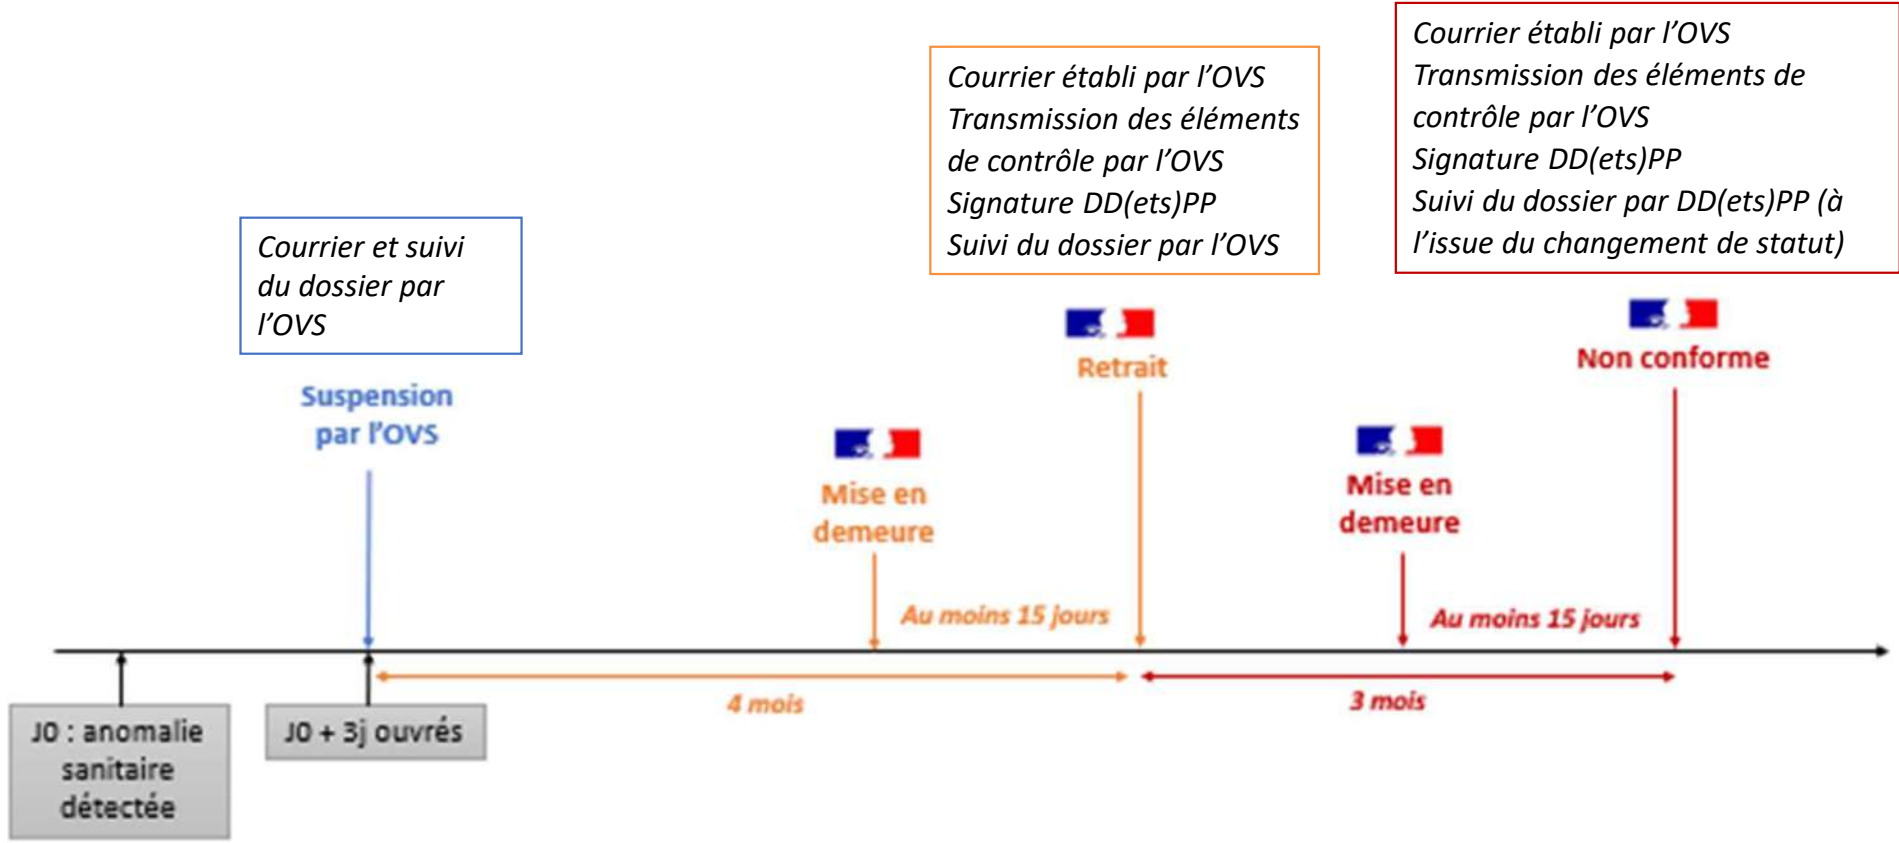 Courrier établi par l’OVS
Transmission des éléments de
contrôle par l’OVS
Signature DD(ets)PP
Suivi du dossier par DD(ets)PP (à
l’issue du changement de statut)
Courrier établi par l’OVS
Transmission des éléments
de contrôle par l’OVS
Signature DD(ets)PP
Suivi du dossier par l’OVS
Courrier et suivi
du dossier par
l’OVS
Suspension
par l’OVS
Retrait
Non conforme
Mise en
demeure
Mise en
demeure
Au moins 15 jours
Au moins 15 jours
4 mois
3 mois
J0 : anomalie
sanitaire
détectée
J0 + 3j ouvrés